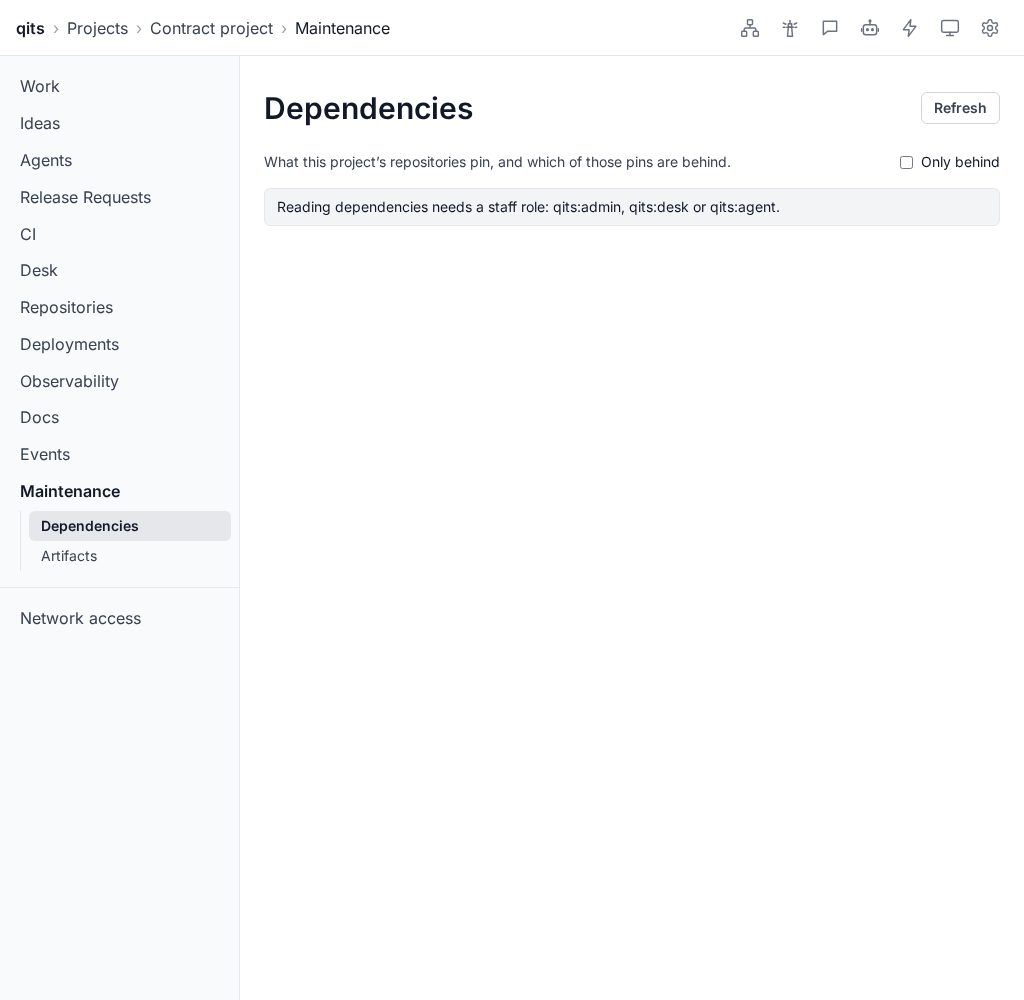 qits › Projects › Contract project › Maintenance
Work
Ideas
Agents
Release Requests
CI
Desk
Repositories
Deployments
Observability
Docs
Events
Maintenance
Dependencies
Artifacts
Network access
Dependencies
Refresh
What this project’s repositories pin, and which of those pins are behind.
Only behind
Reading dependencies needs a staff role: qits:admin, qits:desk or qits:agent.